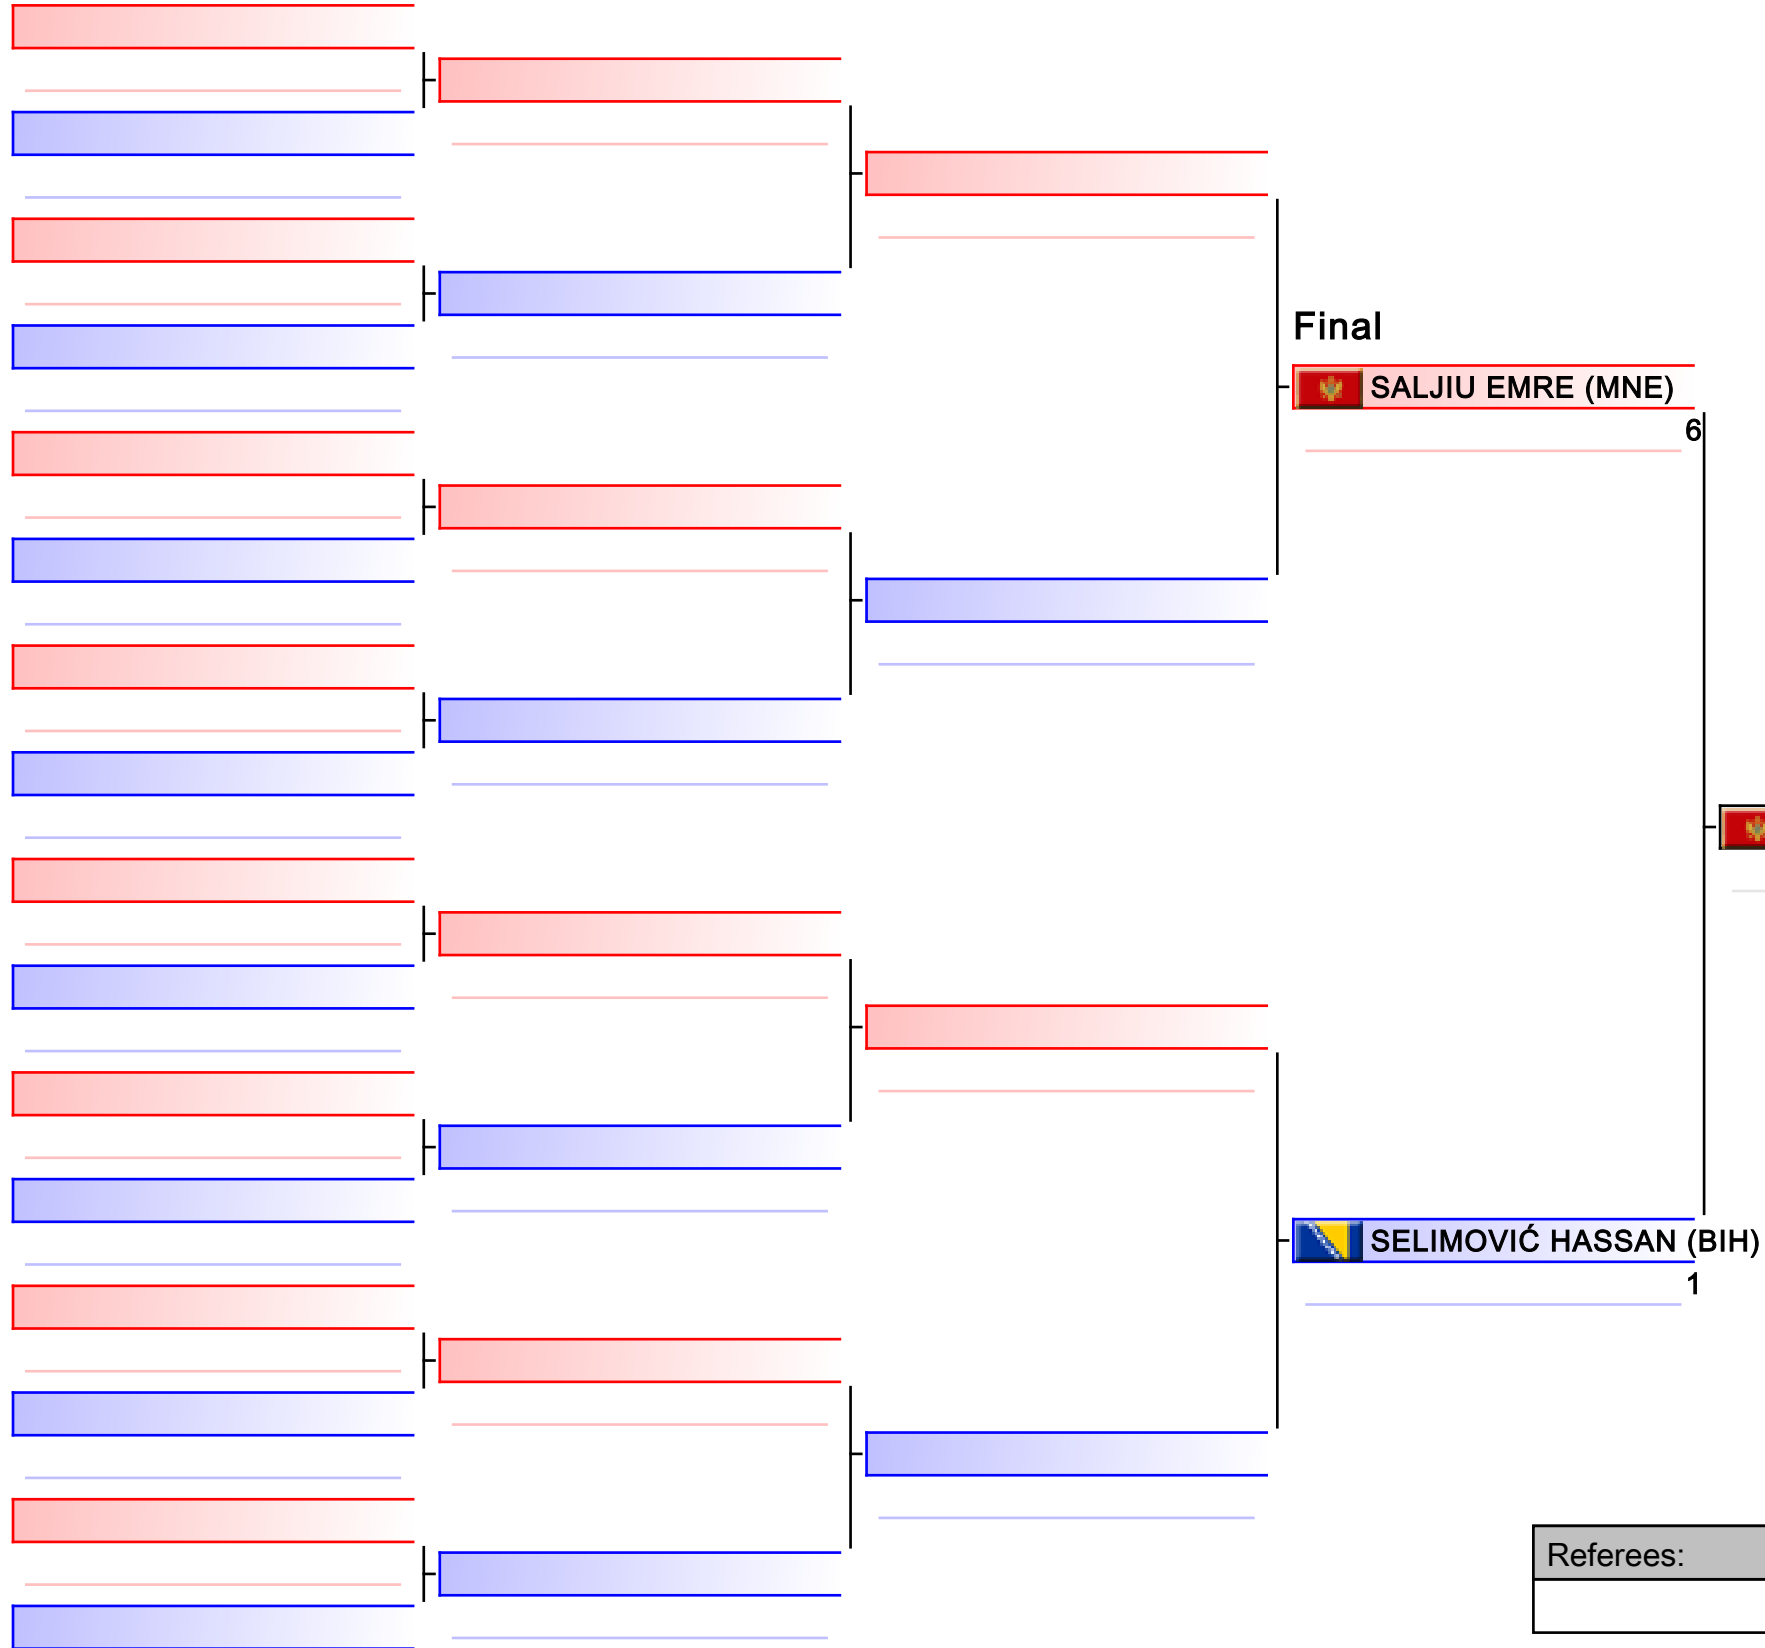 Final
SALJIU EMRE (MNE)
6
SELIMOVIĆ HASSAN (BIH)
1
Referees: